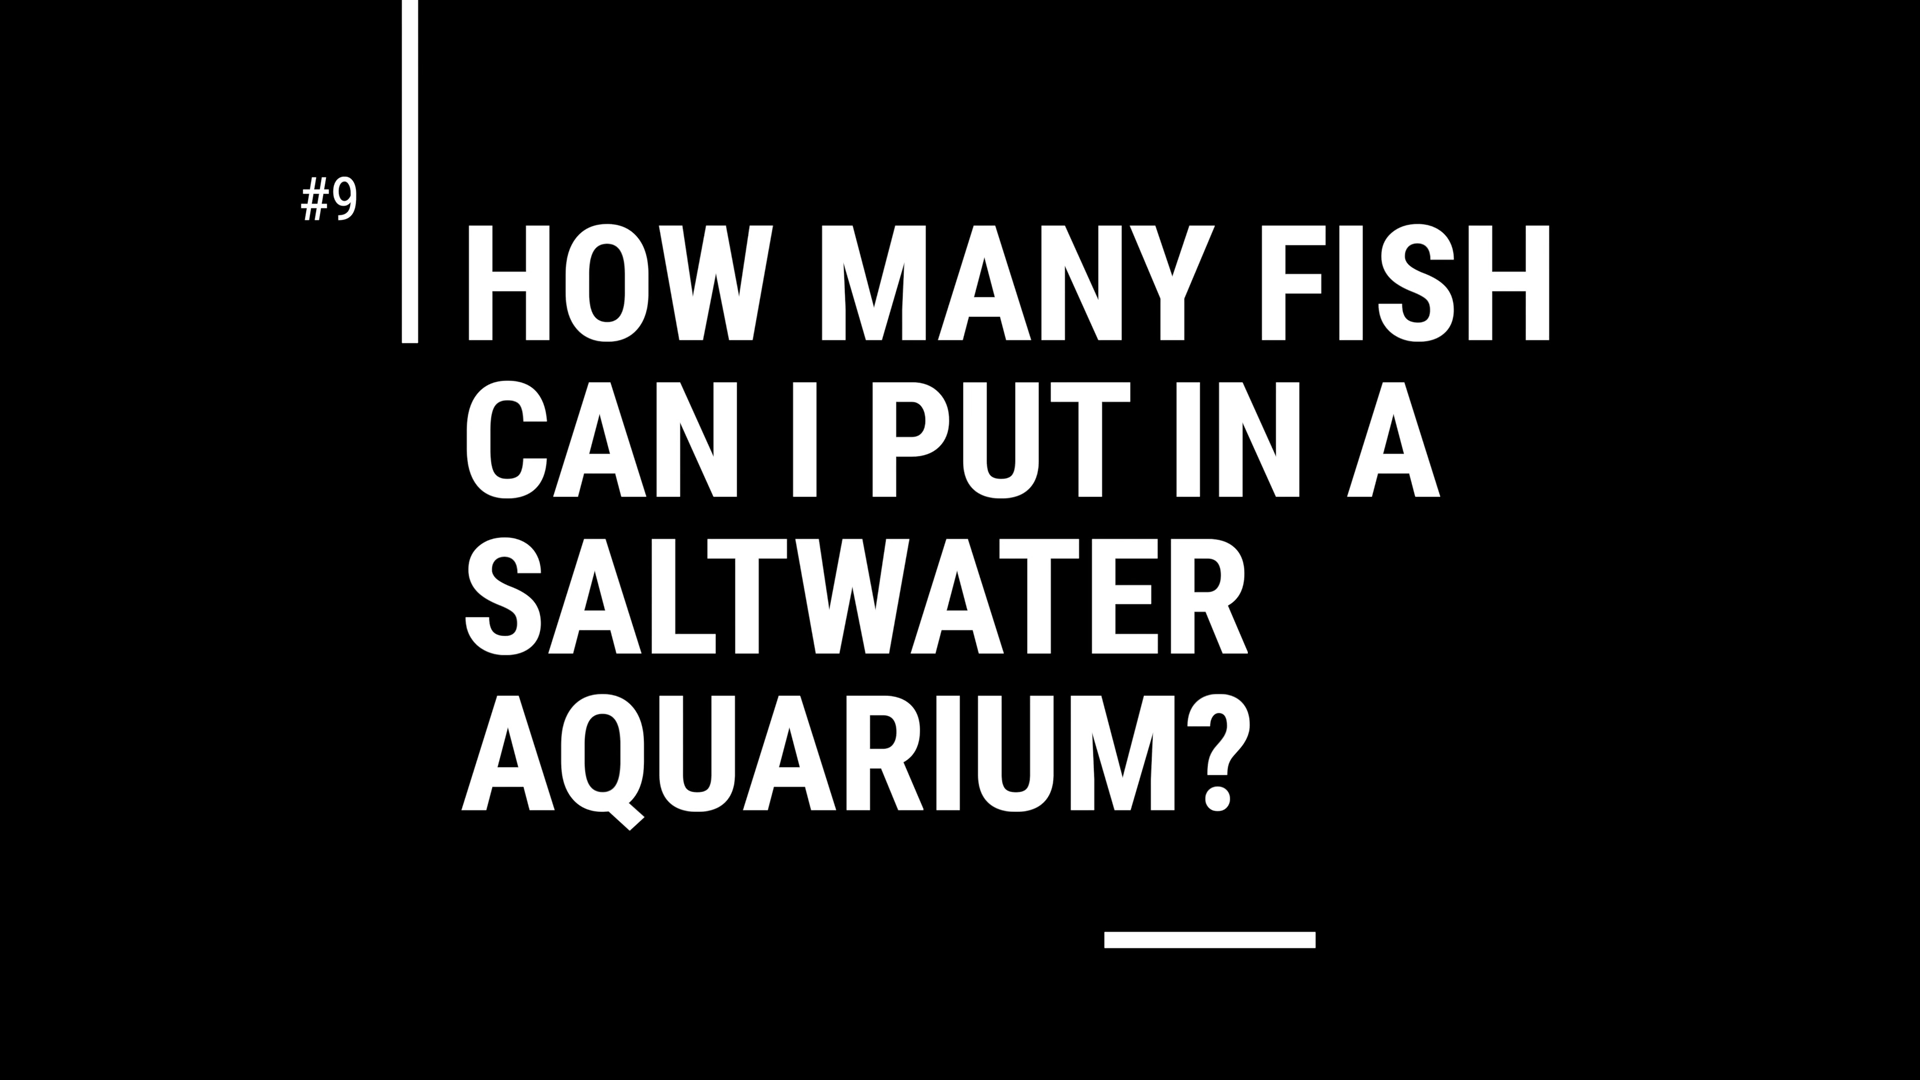 #9
HOW MANY FISH
CAN I PUT IN A
SALTWATER
AQUARIUM?